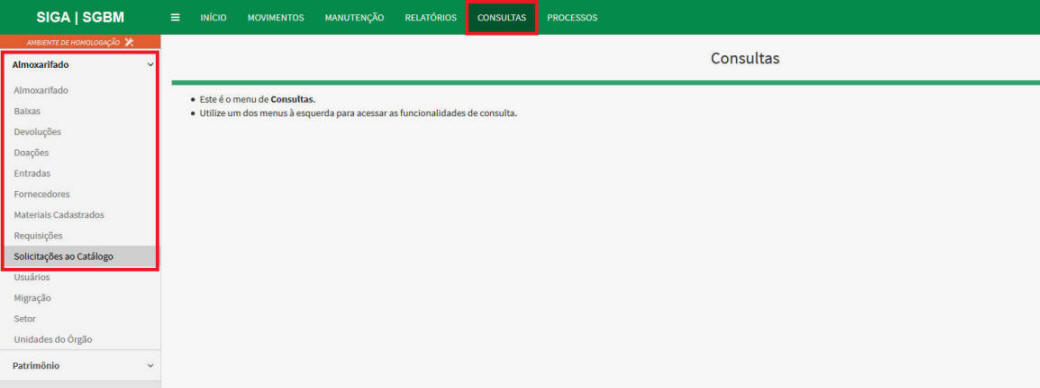 SIGA | SGBM
INÍCIO MOVIMENTOS MANUTENÇÃO RELATÓRIOS CONSULTAS PROCESSOS
AMBIENTE DE HOMOLOGAÇÃO
Almoxarifado
Almoxarifado
Baixas
Devoluções
Doações
Entradas
Fornecedores
Materiais Cadastrados
Requisições
Solicitações ao Catálogo
Usuários
Migração
Setor
Unidades do Órgão
Patrimônio
Consultas
Este é o menu de Consultas.
Utilize um dos menus à esquerda para acessar as funcionalidades de consulta.